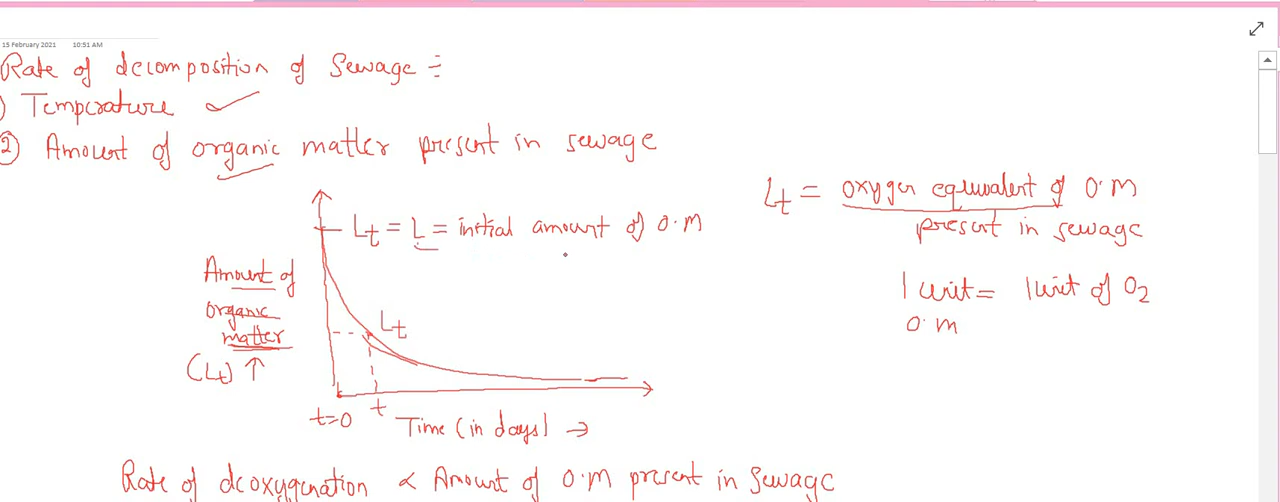 15 February 2021 10:51 AM
Rate of decomposition of Sewage ÷
) Temperature ✓
② Amount of organic matter present in sewage
Lt = oxygen equivalent of O.M
present in sewage
Lt = L = initial amount of O.M
Amount of
organic
matter
(Lt) ↑
Lt
1 unit = 1 unit of O2
O.M
t=0
t
Time (in days) →
Rate of deoxygenation ∝ Amount of O.M present in Sewage